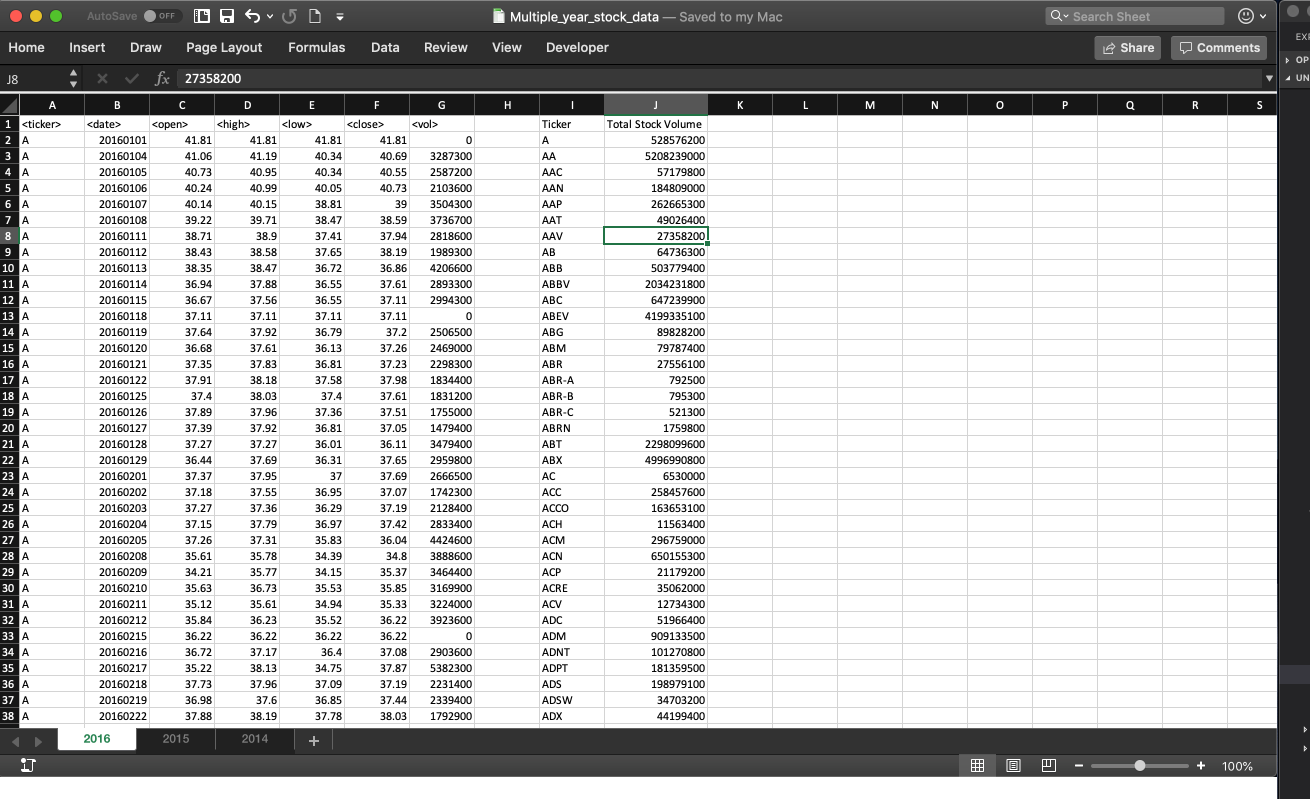 AutoSave OFF Multiple_year_stock_data — Saved to my Mac Search Sheet
Home Insert Draw Page Layout Formulas Data Review View Developer Share Comments
J8 fx 27358200
A B C D E F G H I J K L M N O P Q R S
1 <ticker> <date> <open> <high> <low> <close> <vol> Ticker Total Stock Volume
2 A 20160101 41.81 41.81 41.81 41.81 0 A 528576200
3 A 20160104 41.06 41.19 40.34 40.69 3287300 AA 5208239000
4 A 20160105 40.73 40.95 40.34 40.55 2587200 AAC 57179800
5 A 20160106 40.24 40.99 40.05 40.73 2103600 AAN 184809000
6 A 20160107 40.14 40.15 38.81 39 3504300 AAP 262665300
7 A 20160108 39.22 39.71 38.47 38.59 3736700 AAT 49026400
8 A 20160111 38.71 38.9 37.41 37.94 2818600 AAV 27358200
9 A 20160112 38.43 38.58 37.65 38.19 1989300 AB 64736300
10 A 20160113 38.35 38.47 36.72 36.86 4206600 ABB 503779400
11 A 20160114 36.94 37.88 36.55 37.61 2893300 ABBV 2034231800
12 A 20160115 36.67 37.56 36.55 37.11 2994300 ABC 647239900
13 A 20160118 37.11 37.11 37.11 37.11 0 ABEV 4199335100
14 A 20160119 37.64 37.92 36.79 37.2 2506500 ABG 89828200
15 A 20160120 36.68 37.61 36.13 37.26 2469000 ABM 79787400
16 A 20160121 37.35 37.83 36.81 37.23 2298300 ABR 27556100
17 A 20160122 37.91 38.18 37.58 37.98 1834400 ABR-A 792500
18 A 20160125 37.4 38.03 37.4 37.61 1831200 ABR-B 795300
19 A 20160126 37.89 37.96 37.36 37.51 1755000 ABR-C 521300
20 A 20160127 37.39 37.92 36.81 37.05 1479400 ABRN 1759800
21 A 20160128 37.27 37.27 36.01 36.11 3479400 ABT 2298099600
22 A 20160129 36.44 37.69 36.31 37.65 2959800 ABX 4996990800
23 A 20160201 37.37 37.95 37 37.69 2666500 AC 6530000
24 A 20160202 37.18 37.55 36.95 37.07 1742300 ACC 258457600
25 A 20160203 37.27 37.36 36.29 37.19 2128400 ACCO 163653100
26 A 20160204 37.15 37.79 36.97 37.42 2833400 ACH 11563400
27 A 20160205 37.26 37.31 35.83 36.04 4424600 ACM 296759000
28 A 20160208 35.61 35.78 34.39 34.8 3888600 ACN 650155300
29 A 20160209 34.21 35.77 34.15 35.37 3464400 ACP 21179200
30 A 20160210 35.63 36.73 35.53 35.85 3169900 ACRE 35062000
31 A 20160211 35.12 35.61 34.94 35.33 3224000 ACV 12734300
32 A 20160212 35.84 36.23 35.52 36.22 3923600 ADC 51966400
33 A 20160215 36.22 36.22 36.22 36.22 0 ADM 909133500
34 A 20160216 36.72 37.17 36.4 37.08 2903600 ADNT 101270800
35 A 20160217 35.22 38.13 34.75 37.87 5382300 ADPT 181359500
36 A 20160218 37.73 37.96 37.09 37.19 2231400 ADS 198979100
37 A 20160219 36.98 37.6 36.85 37.44 2339400 ADSW 34703200
38 A 20160222 37.88 38.19 37.78 38.03 1792900 ADX 44199400
2016 2015 2014 +
− + 100%
EX
OP
UN